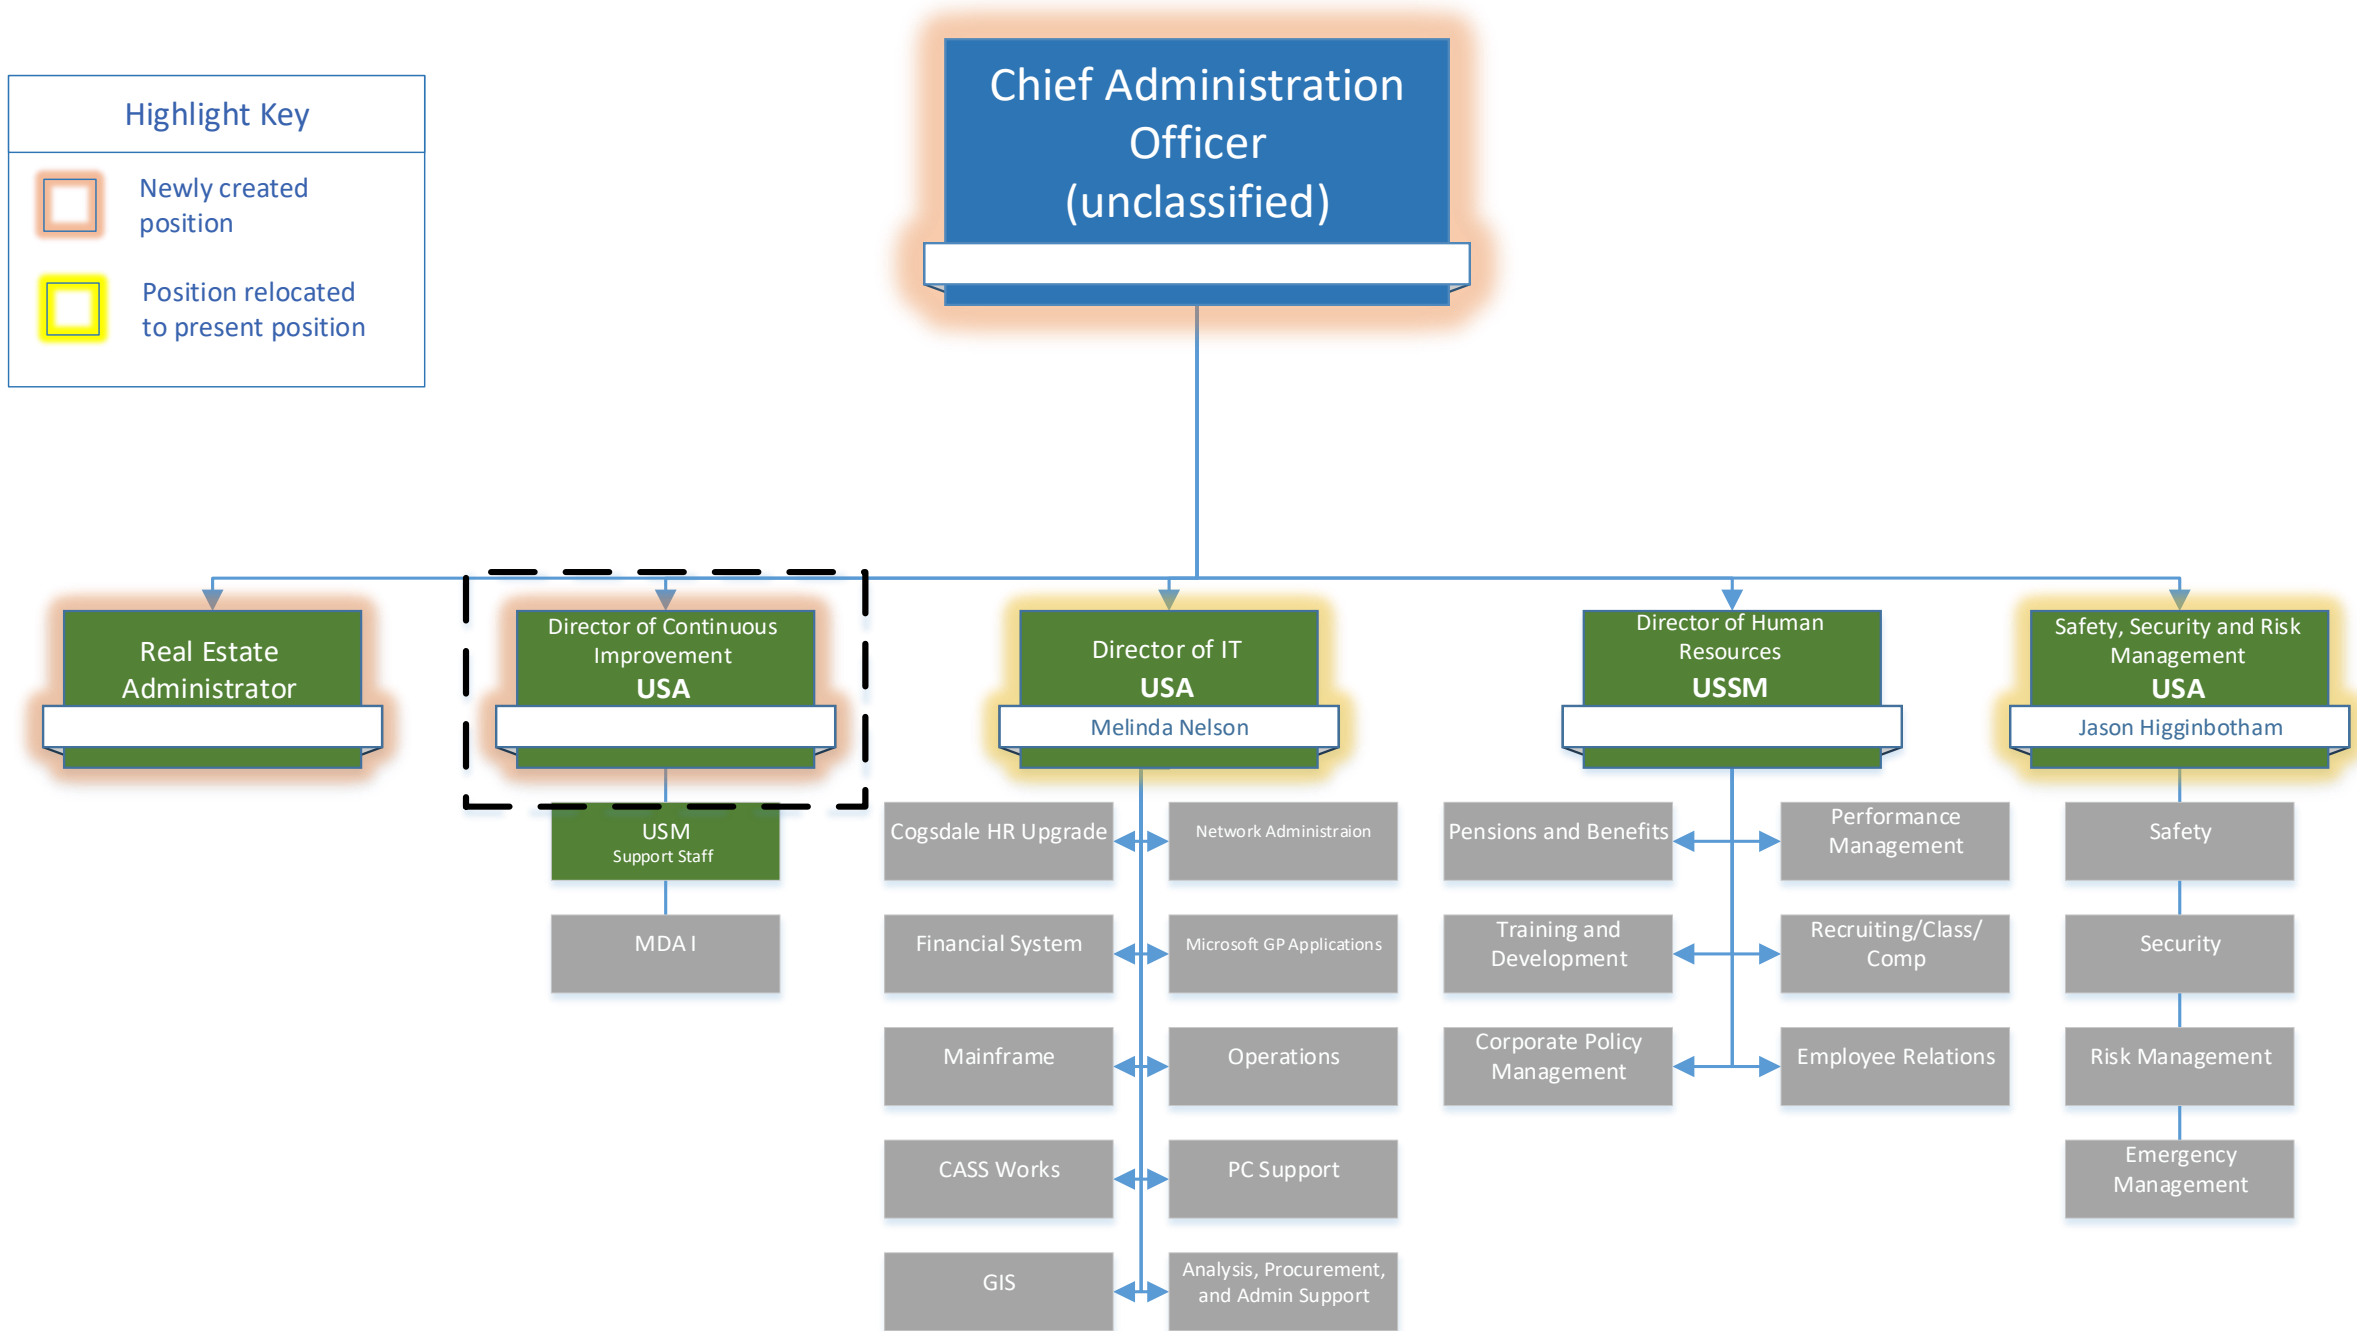 Chief Administration
Officer
(unclassified)
Highlight Key
Newly created
position
Position relocated
to present position
Real Estate
Administrator
Director of Continuous
Improvement
USA
Director of IT
USA
Melinda Nelson
Director of Human
Resources
USSM
Safety, Security and Risk
Management
USA
Jason Higginbotham
USM
Support Staff
MDA I
Cogsdale HR Upgrade
Network Administraion
Financial System
Microsoft GP Applications
Mainframe
Operations
CASS Works
PC Support
GIS
Analysis, Procurement,
and Admin Support
Pensions and Benefits
Performance
Management
Training and
Development
Recruiting/Class/
Comp
Corporate Policy
Management
Employee Relations
Safety
Security
Risk Management
Emergency
Management